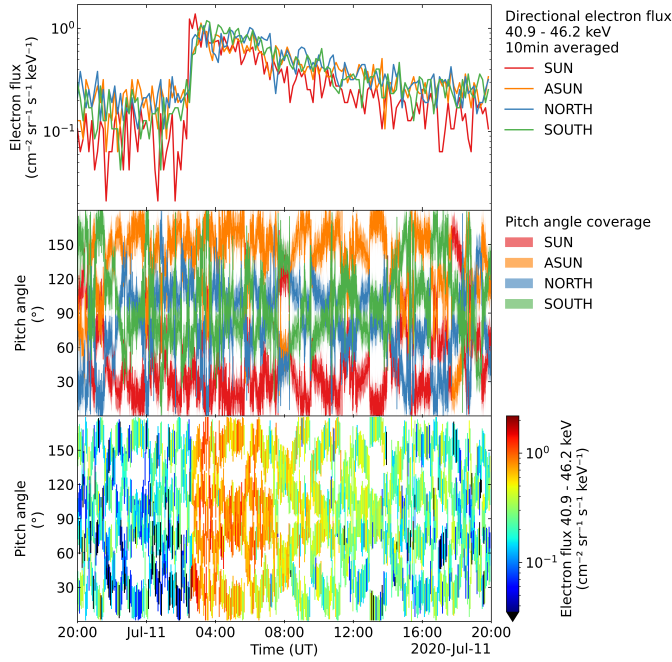 Directional electron flux
40.9 - 46.2 keV
10min averaged
SUN
ASUN
NORTH
SOUTH
10⁰
10⁻¹
Electron flux
(cm⁻² sr⁻¹ s⁻¹ keV⁻¹)
Pitch angle coverage
SUN
ASUN
NORTH
SOUTH
150
120
90
60
30
Pitch angle
(°)
150
120
90
60
30
Pitch angle
(°)
10⁰
10⁻¹
Electron flux 40.9 - 46.2 keV
(cm⁻² sr⁻¹ s⁻¹ keV⁻¹)
20:00 Jul-11 04:00 08:00 12:00 16:00 20:00
Time (UT)
2020-Jul-11